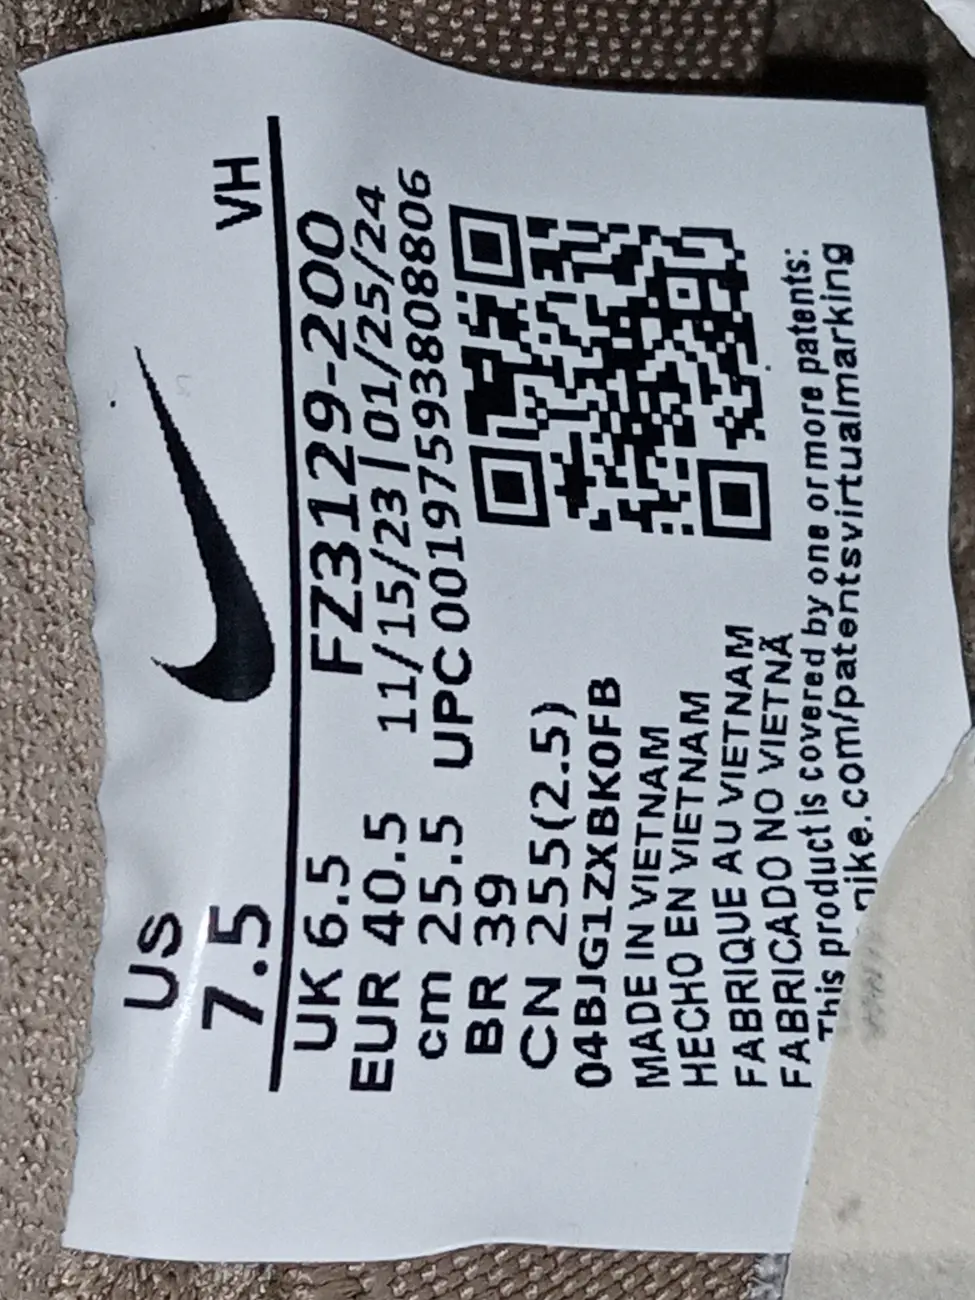 US
7.5
VH
UK 6.5
FZ3129-200
EUR 40.5
11/15/23 | 01/25/24
cm 25.5
UPC 00197593808806
BR 39
CN 255(2.5)
04BJG1ZXBK0FB
MADE IN VIETNAM
HECHO EN VIETNAM
FABRIQUE AU VIETNAM
FABRICADO NO VIETNÃ
This product is covered by one or more patents:
nike.com/patentsvirtualmarking